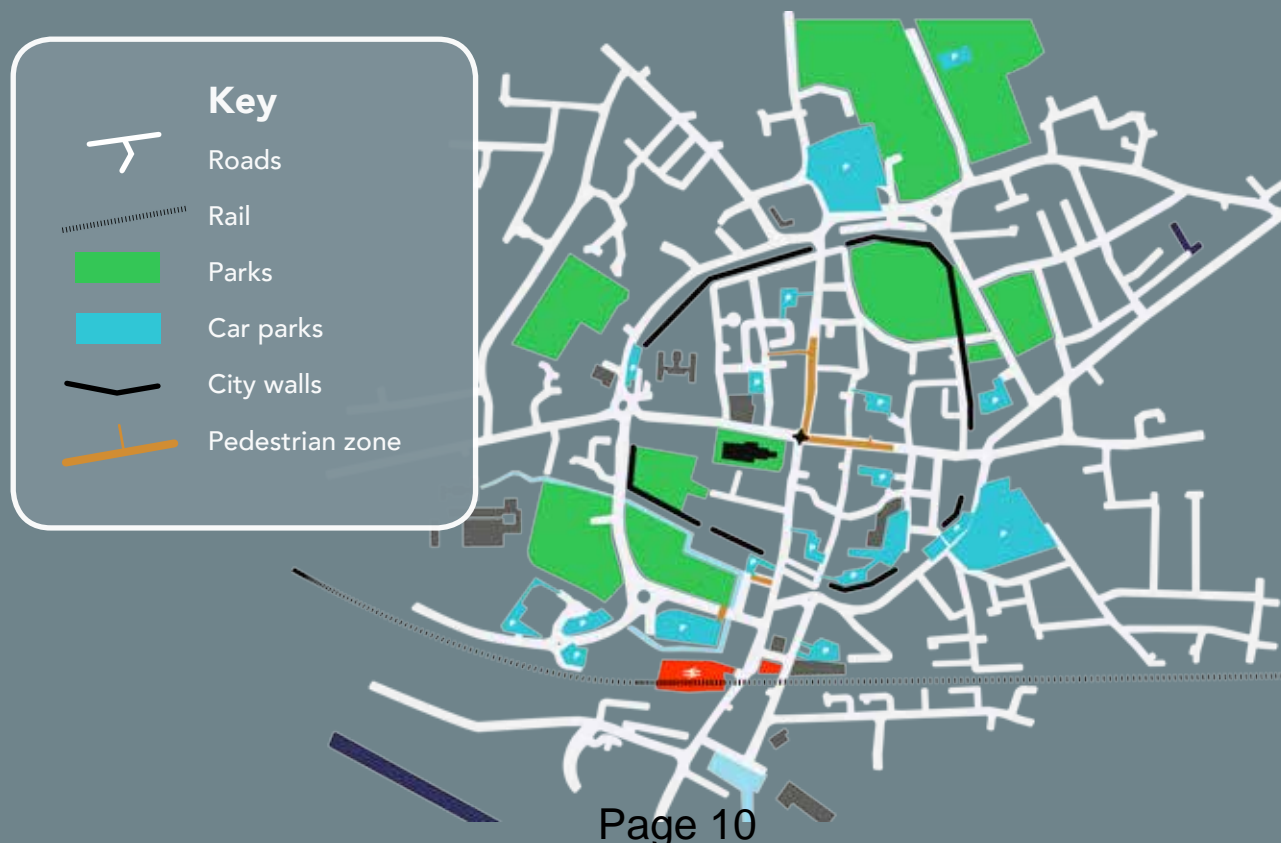 Key
Roads
Rail
Parks
Car parks
City walls
Pedestrian zone
Page 10